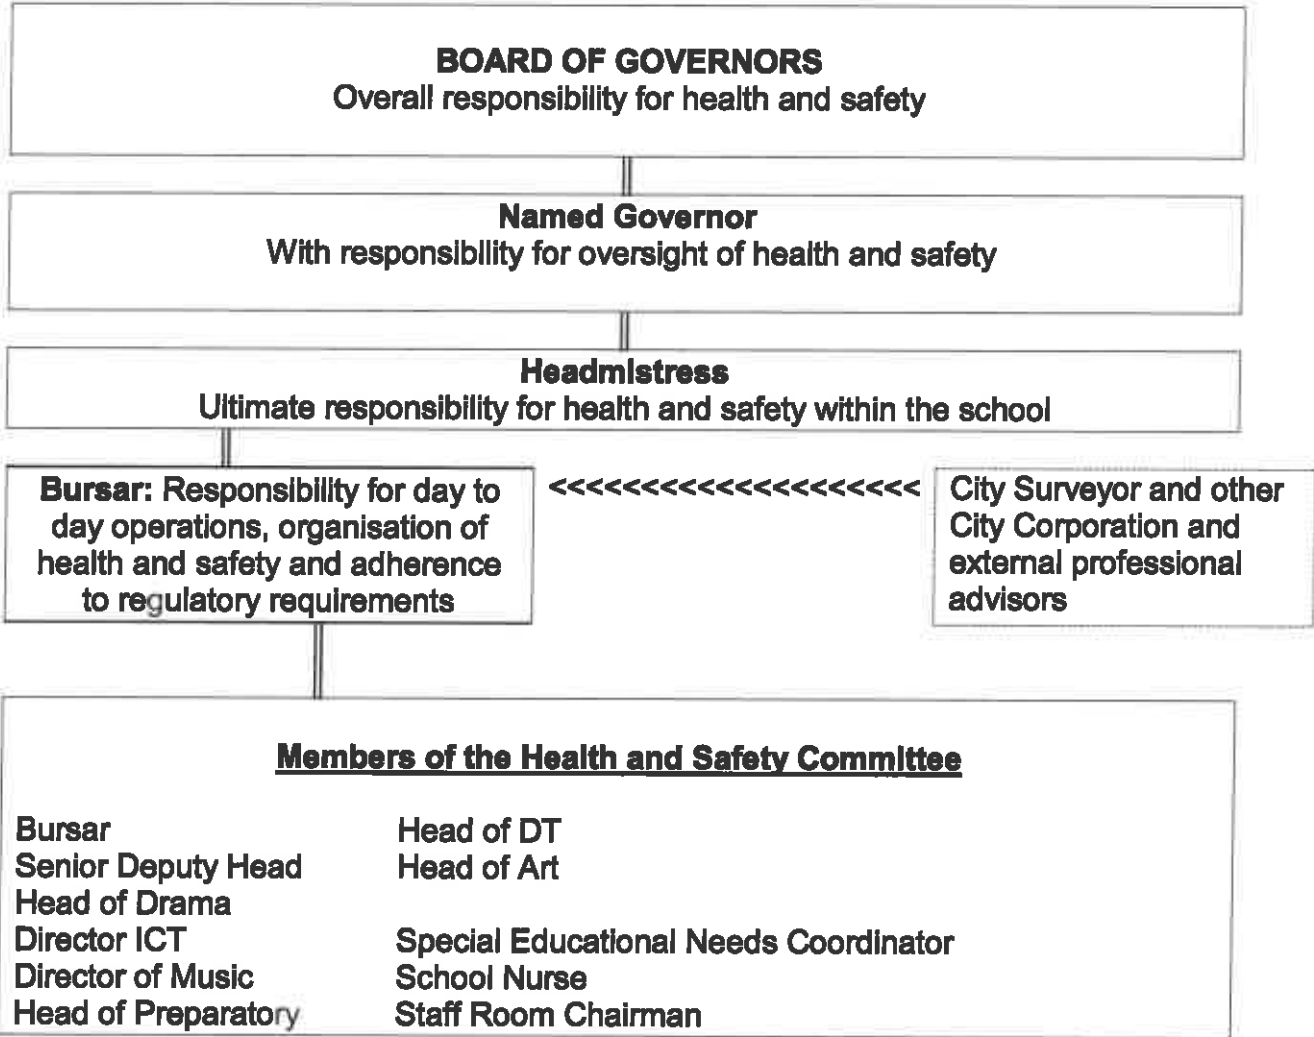 BOARD OF GOVERNORS
Overall responsibility for health and safety
Named Governor
With responsibility for oversight of health and safety
Headmistress
Ultimate responsibility for health and safety within the school
Bursar: Responsibility for day to
day operations, organisation of
health and safety and adherence
to regulatory requirements
<<<<<<<<<<<<<<<<<<<<
City Surveyor and other
City Corporation and
external professional
advisors
Members of the Health and Safety Committee
Bursar Head of DT
Senior Deputy Head Head of Art
Head of Drama
Director ICT Special Educational Needs Coordinator
Director of Music School Nurse
Head of Preparatory Staff Room Chairman